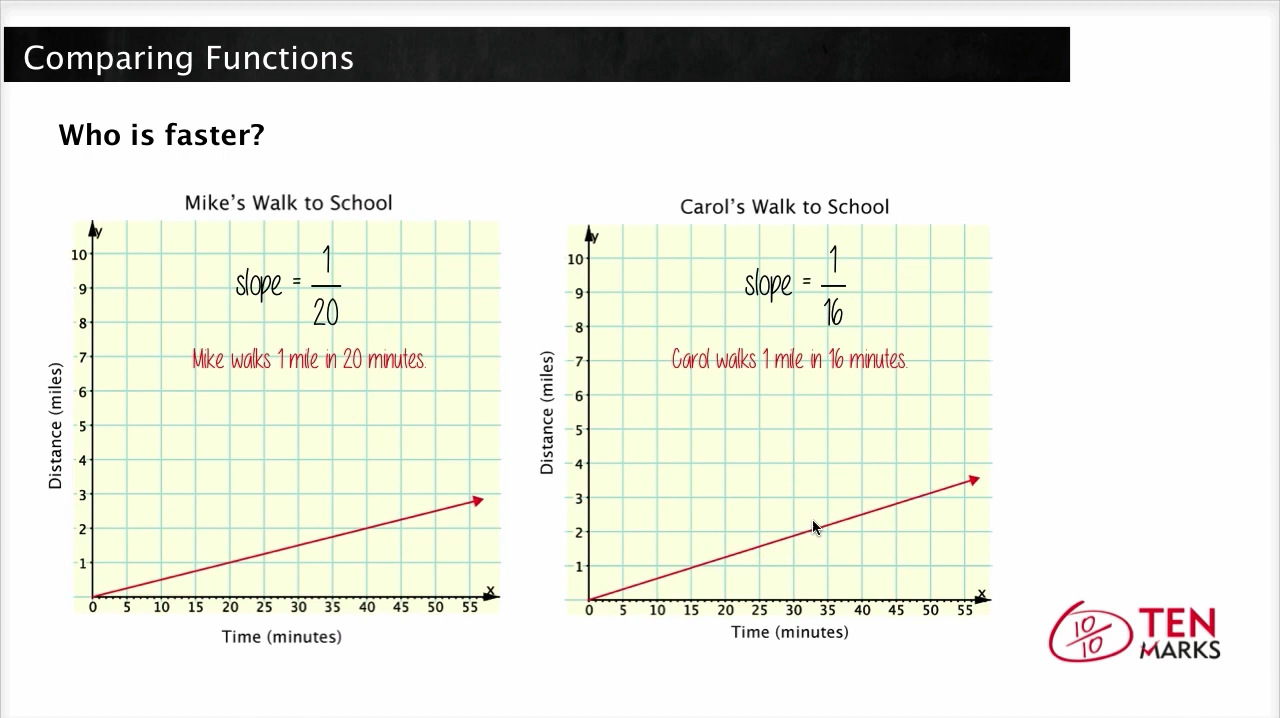 Comparing Functions
Who is faster?
Mike's Walk to School
y
10
9
8
7
6
5
4
3
2
1
slope = 1/20
Mike walks 1 mile in 20 minutes.
Distance (miles)
x
0 5 10 15 20 25 30 35 40 45 50 55
Time (minutes)
Carol's Walk to School
y
10
9
8
7
6
5
4
3
2
1
slope = 1/16
Carol walks 1 mile in 16 minutes.
Distance (miles)
x
0 5 10 15 20 25 30 35 40 45 50 55
Time (minutes)
10/10 TEN
MARKS